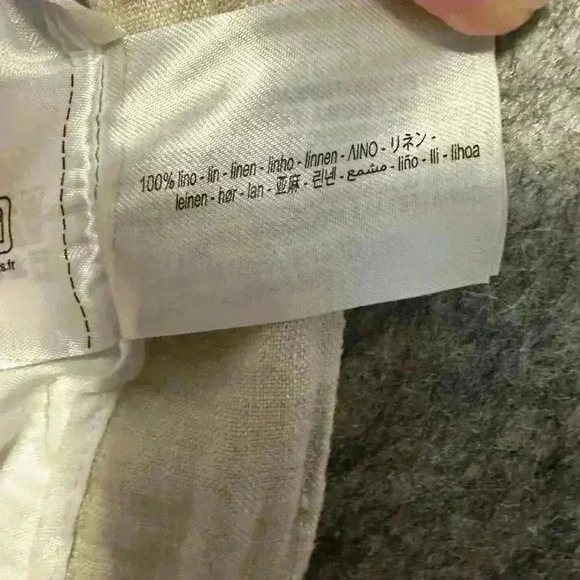 100% lino - lin - linen - linho - linnen - ΛΙΝΟ - リネン -
leinen - hør - lan - 亚麻 - 린넨 - مشمع - liño - lli - lihoa
s.fr